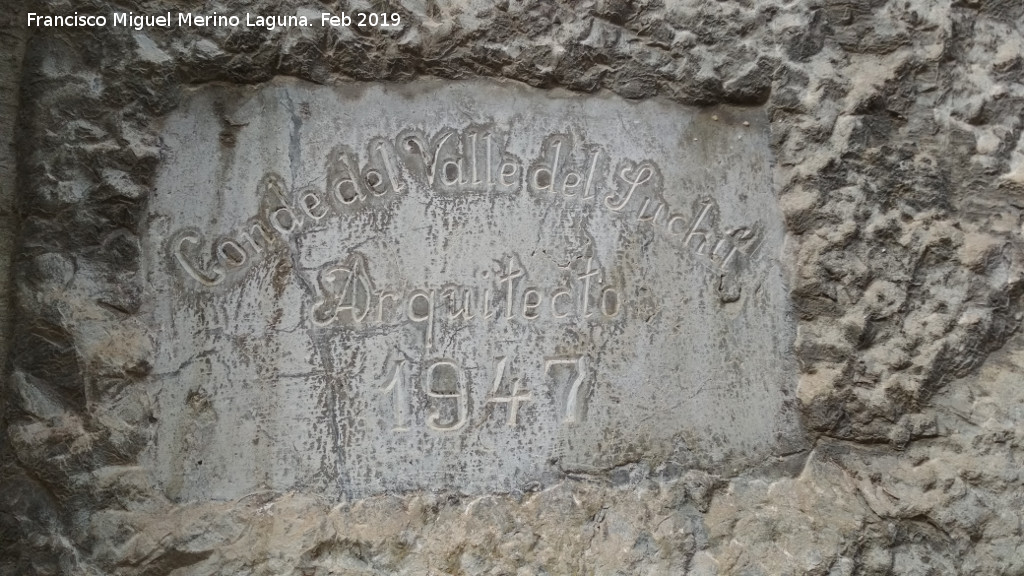 Francisco Miguel Merino Laguna. Feb 2019
Conde del Valle del Suchil
Arquitecto
1947